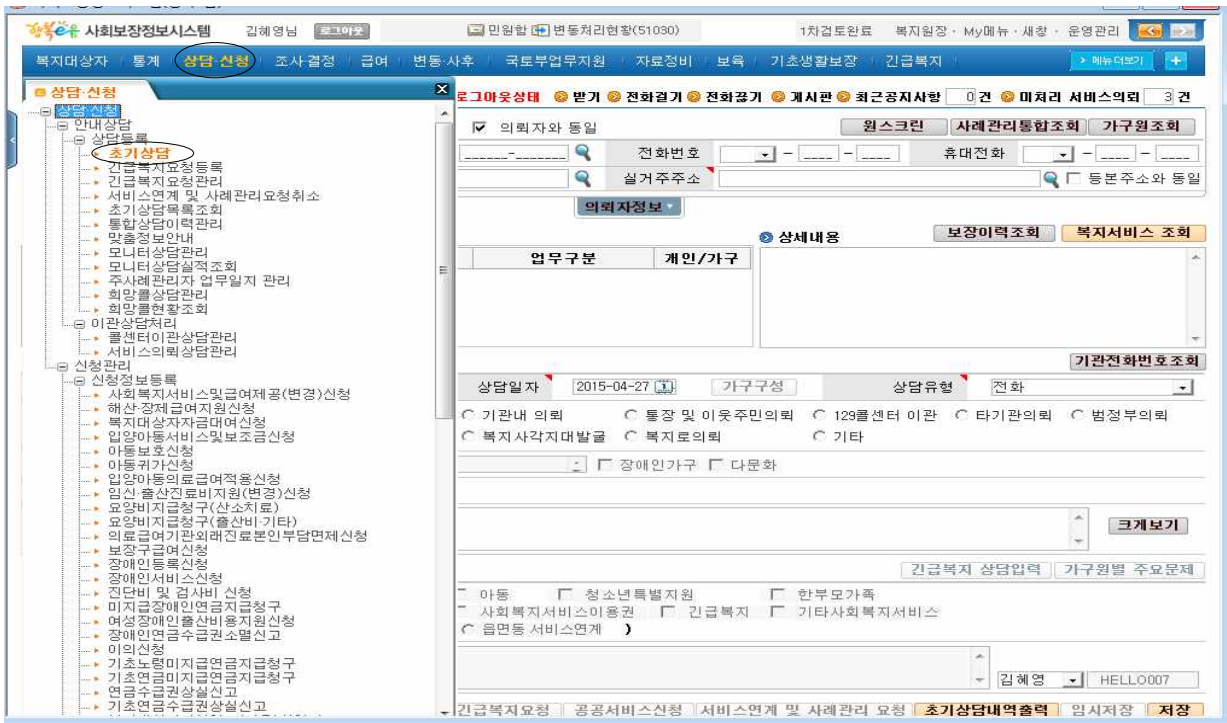 행복e음 사회보장정보시스템 김혜영님 로그아웃 민원함 변동처리현황(51030) 1차검토완료 복지원장 · My메뉴 · 새창 · 운영관리
복지대상자 통계 상담·신청 조사·결정 급여 변동·사후 국토부업무지원 자료정비 보육 기초생활보장 긴급복지 > 메뉴더보기 +
상담·신청 X
로그아웃상태 받기 전화걸기 전화끊기 게시판 최근공지사항 0건 미처리 서비스의뢰 3건
상담·신청
안내상담
상담등록
초기상담
긴급복지요청등록
긴급복지요청관리
서비스연계 및 사례관리요청취소
초기상담목록조회
통합상담이력관리
맞춤정보안내
모니터상담관리
모니터상담실적조회
주사례관리자 업무일지 관리
희망콜상담관리
희망콜현황조회
이관상담처리
콜센터이관상담관리
서비스의뢰상담관리
신청관리
신청정보등록
사회복지서비스및급여제공(변경)신청
해산·장제급여지원신청
복지대상자자금대여신청
입양아동서비스및보조금신청
아동보호신청
아동귀가신청
입양아동의료급여적용신청
임신·출산진료비지원(변경)신청
요양비지급청구(산소치료)
요양비지급청구(출산비·기타)
의료급여기관외래진료본인부담면제신청
보장구급여신청
장애인등록신청
장애인서비스신청
진단비 및 검사비 신청
미지급장애인연금지급청구
여성장애인출산비용지원신청
장애인연금수급권소멸신고
이의신청
기초노령미지급연금지급청구
기초연금미지급연금지급청구
연금수급권상실신고
기초연금수급권상실신고
의뢰자와 동일 원스크린 사례관리통합조회 가구원조회
______-_______ 전화번호 - ____ - ____ 휴대전화 - ____ - ____
실거주주소 등본주소와 동일
의뢰자정보
상세내용 보장이력조회 복지서비스 조회
업무구분 개인/가구
기관전화번호조회
상담일자 2015-04-27 가구구성 상담유형 전화
기관내 의뢰 통장 및 이웃주민의뢰 129콜센터 이관 타기관의뢰 범정부의뢰
복지사각지대발굴 복지로의뢰 기타
장애인가구 다문화
크게보기
긴급복지 상담입력 가구원별 주요문제
아동 청소년특별지원 한부모가족
사회복지서비스이용권 긴급복지 기타사회복지서비스
읍면동 서비스연계 )
김혜영 HELLO007
긴급복지요청 공공서비스신청 서비스연계 및 사례관리 요청 초기상담내역출력 임시저장 저장